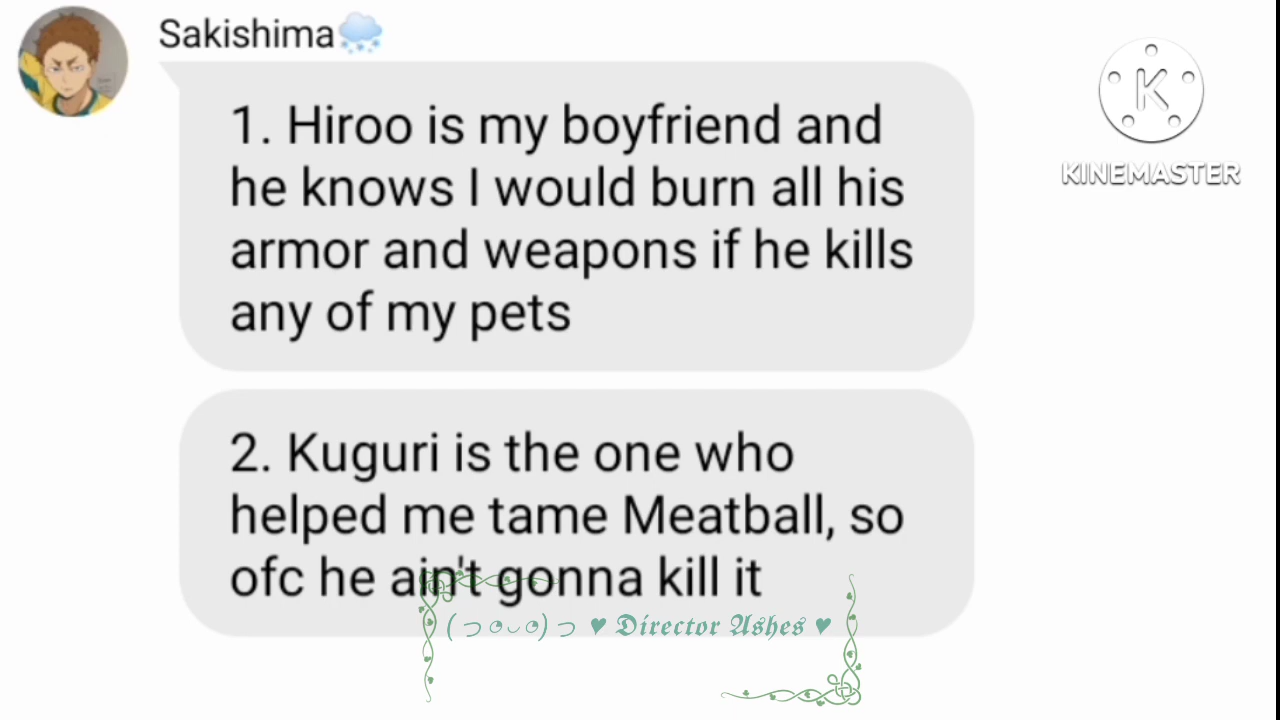 Sakishima🌨️
1. Hiroo is my boyfriend and
he knows I would burn all his
armor and weapons if he kills
any of my pets
2. Kuguri is the one who
helped me tame Meatball, so
ofc he ain't gonna kill it
(っ◔◡◔)っ ♥ Director Ashes ♥
K
KINEMASTER